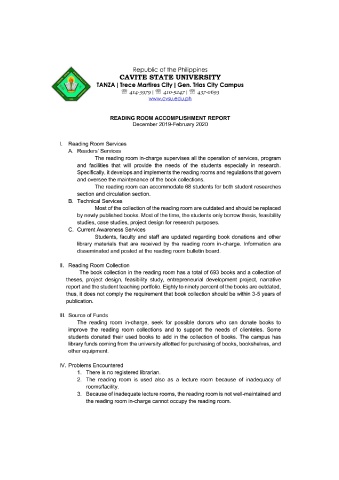 Republic of the Philippines
CAVITE STATE UNIVERSITY
TANZA | Trece Martires City | Gen. Trias City Campus
☏ 414-3979 | ☏ 410-5247 | ☏ 437-0693
www.cvsu.edu.ph
READING ROOM ACCOMPLISHMENT REPORT
December 2019-February 2020
I. Reading Room Services
A. Readers' Services
The reading room in-charge supervises all the operation of services, program
and facilities that will provide the needs of the students especially in research.
Specifically, it develops and implements the reading rooms and regulations that govern
and oversee the maintenance of the book collections.
The reading room can accommodate 68 students for both student researches
section and circulation section.
B. Technical Services
Most of the collection of the reading room are outdated and should be replaced
by newly published books. Most of the time, the students only borrow thesis, feasibility
studies, case studies, project design for research purposes.
C. Current Awareness Services
Students, faculty and staff are updated regarding book donations and other
library materials that are received by the reading room in-charge. Information are
disseminated and posted at the reading room bulletin board.
II. Reading Room Collection
The book collection in the reading room has a total of 693 books and a collection of
theses, project design, feasibility study, entrepreneurial development project, narrative
report and the student teaching portfolio. Eighty to ninety percent of the books are outdated,
thus, it does not comply the requirement that book collection should be within 3-5 years of
publication.
III. Source of Funds
The reading room in-charge, seek for possible donors who can donate books to
improve the reading room collections and to support the needs of clienteles. Some
students donated their used books to add in the collection of books. The campus has
library funds coming from the university allotted for purchasing of books, bookshelves, and
other equipment.
IV. Problems Encountered
1. There is no registered librarian.
2. The reading room is used also as a lecture room because of inadequacy of
rooms/facility.
3. Because of inadequate lecture rooms, the reading room is not well-maintained and
the reading room in-charge cannot occupy the reading room.